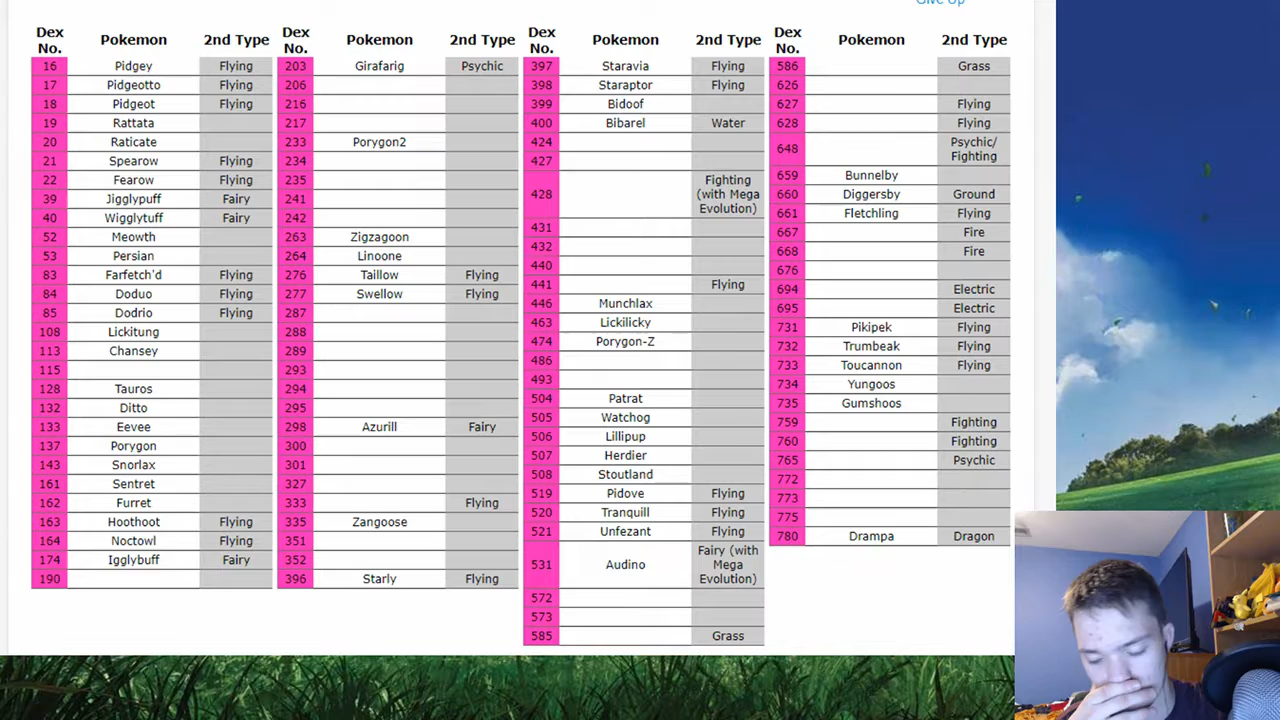 Give Up
Dex No. Pokemon 2nd Type
16 Pidgey Flying
17 Pidgeotto Flying
18 Pidgeot Flying
19 Rattata
20 Raticate
21 Spearow Flying
22 Fearow Flying
39 Jigglypuff Fairy
40 Wigglytuff Fairy
52 Meowth
53 Persian
83 Farfetch'd Flying
84 Doduo Flying
85 Dodrio Flying
108 Lickitung
113 Chansey
115
128 Tauros
132 Ditto
133 Eevee
137 Porygon
143 Snorlax
161 Sentret
162 Furret
163 Hoothoot Flying
164 Noctowl Flying
174 Igglybuff Fairy
190
Dex No. Pokemon 2nd Type
203 Girafarig Psychic
206
216
217
233 Porygon2
234
235
241
242
263 Zigzagoon
264 Linoone
276 Taillow Flying
277 Swellow Flying
287
288
289
293
294
295
298 Azurill Fairy
300
301
327
333 Flying
335 Zangoose
351
352
396 Starly Flying
Dex No. Pokemon 2nd Type
397 Staravia Flying
398 Staraptor Flying
399 Bidoof
400 Bibarel Water
424
427
428 Fighting (with Mega Evolution)
431
432
440
441 Flying
446 Munchlax
463 Lickilicky
474 Porygon-Z
486
493
504 Patrat
505 Watchog
506 Lillipup
507 Herdier
508 Stoutland
519 Pidove Flying
520 Tranquill Flying
521 Unfezant Flying
531 Audino Fairy (with Mega Evolution)
572
573
585 Grass
Dex No. Pokemon 2nd Type
586 Grass
626
627 Flying
628 Flying
648 Psychic/ Fighting
659 Bunnelby
660 Diggersby Ground
661 Fletchling Flying
667 Fire
668 Fire
676
694 Electric
695 Electric
731 Pikipek Flying
732 Trumbeak Flying
733 Toucannon Flying
734 Yungoos
735 Gumshoos
759 Fighting
760 Fighting
765 Psychic
772
773
775
780 Drampa Dragon